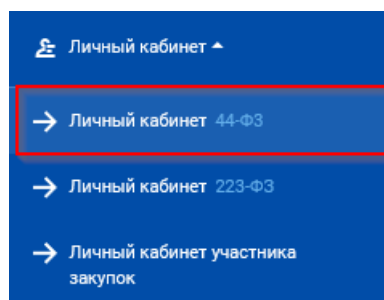 Личный кабинет
Личный кабинет 44-ФЗ
Личный кабинет 223-ФЗ
Личный кабинет участника
закупок